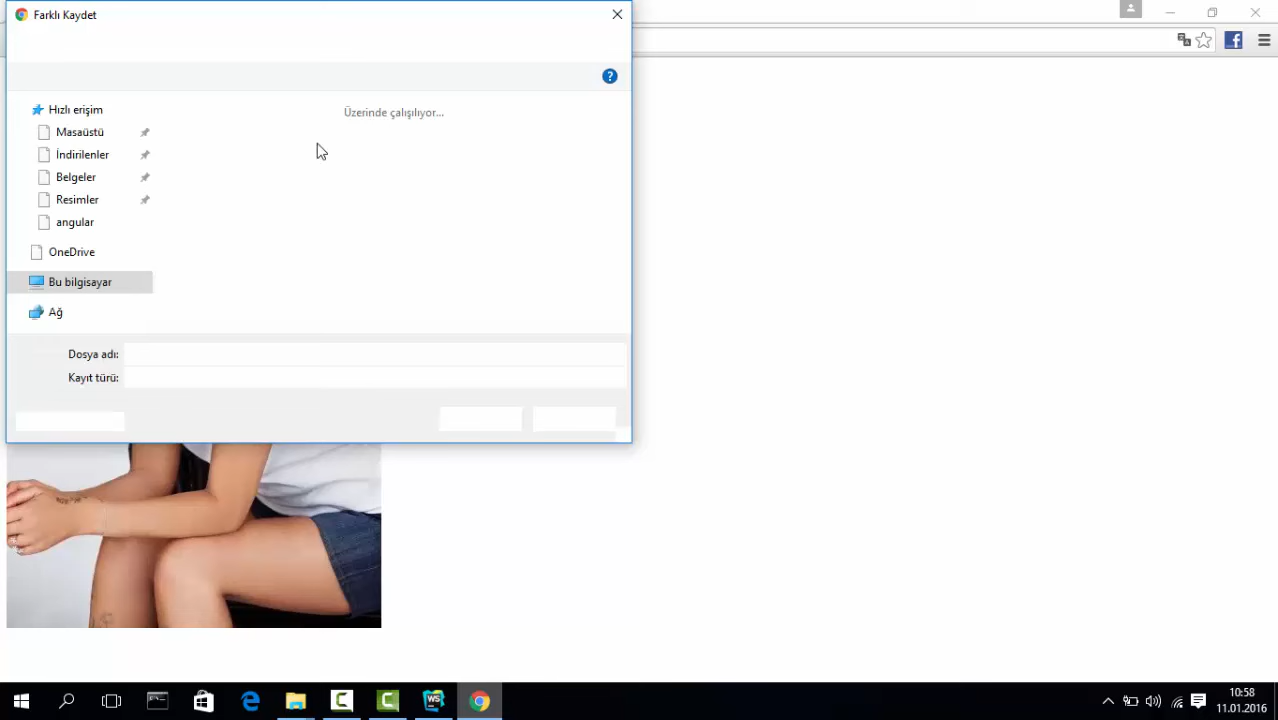 Farklı Kaydet
?
f
Hızlı erişim
Üzerinde çalışılıyor...
Masaüstü
İndirilenler
Belgeler
Resimler
angular
OneDrive
Bu bilgisayar
Ağ
Dosya adı:
Kayıt türü:
WS
10:58
11.01.2016